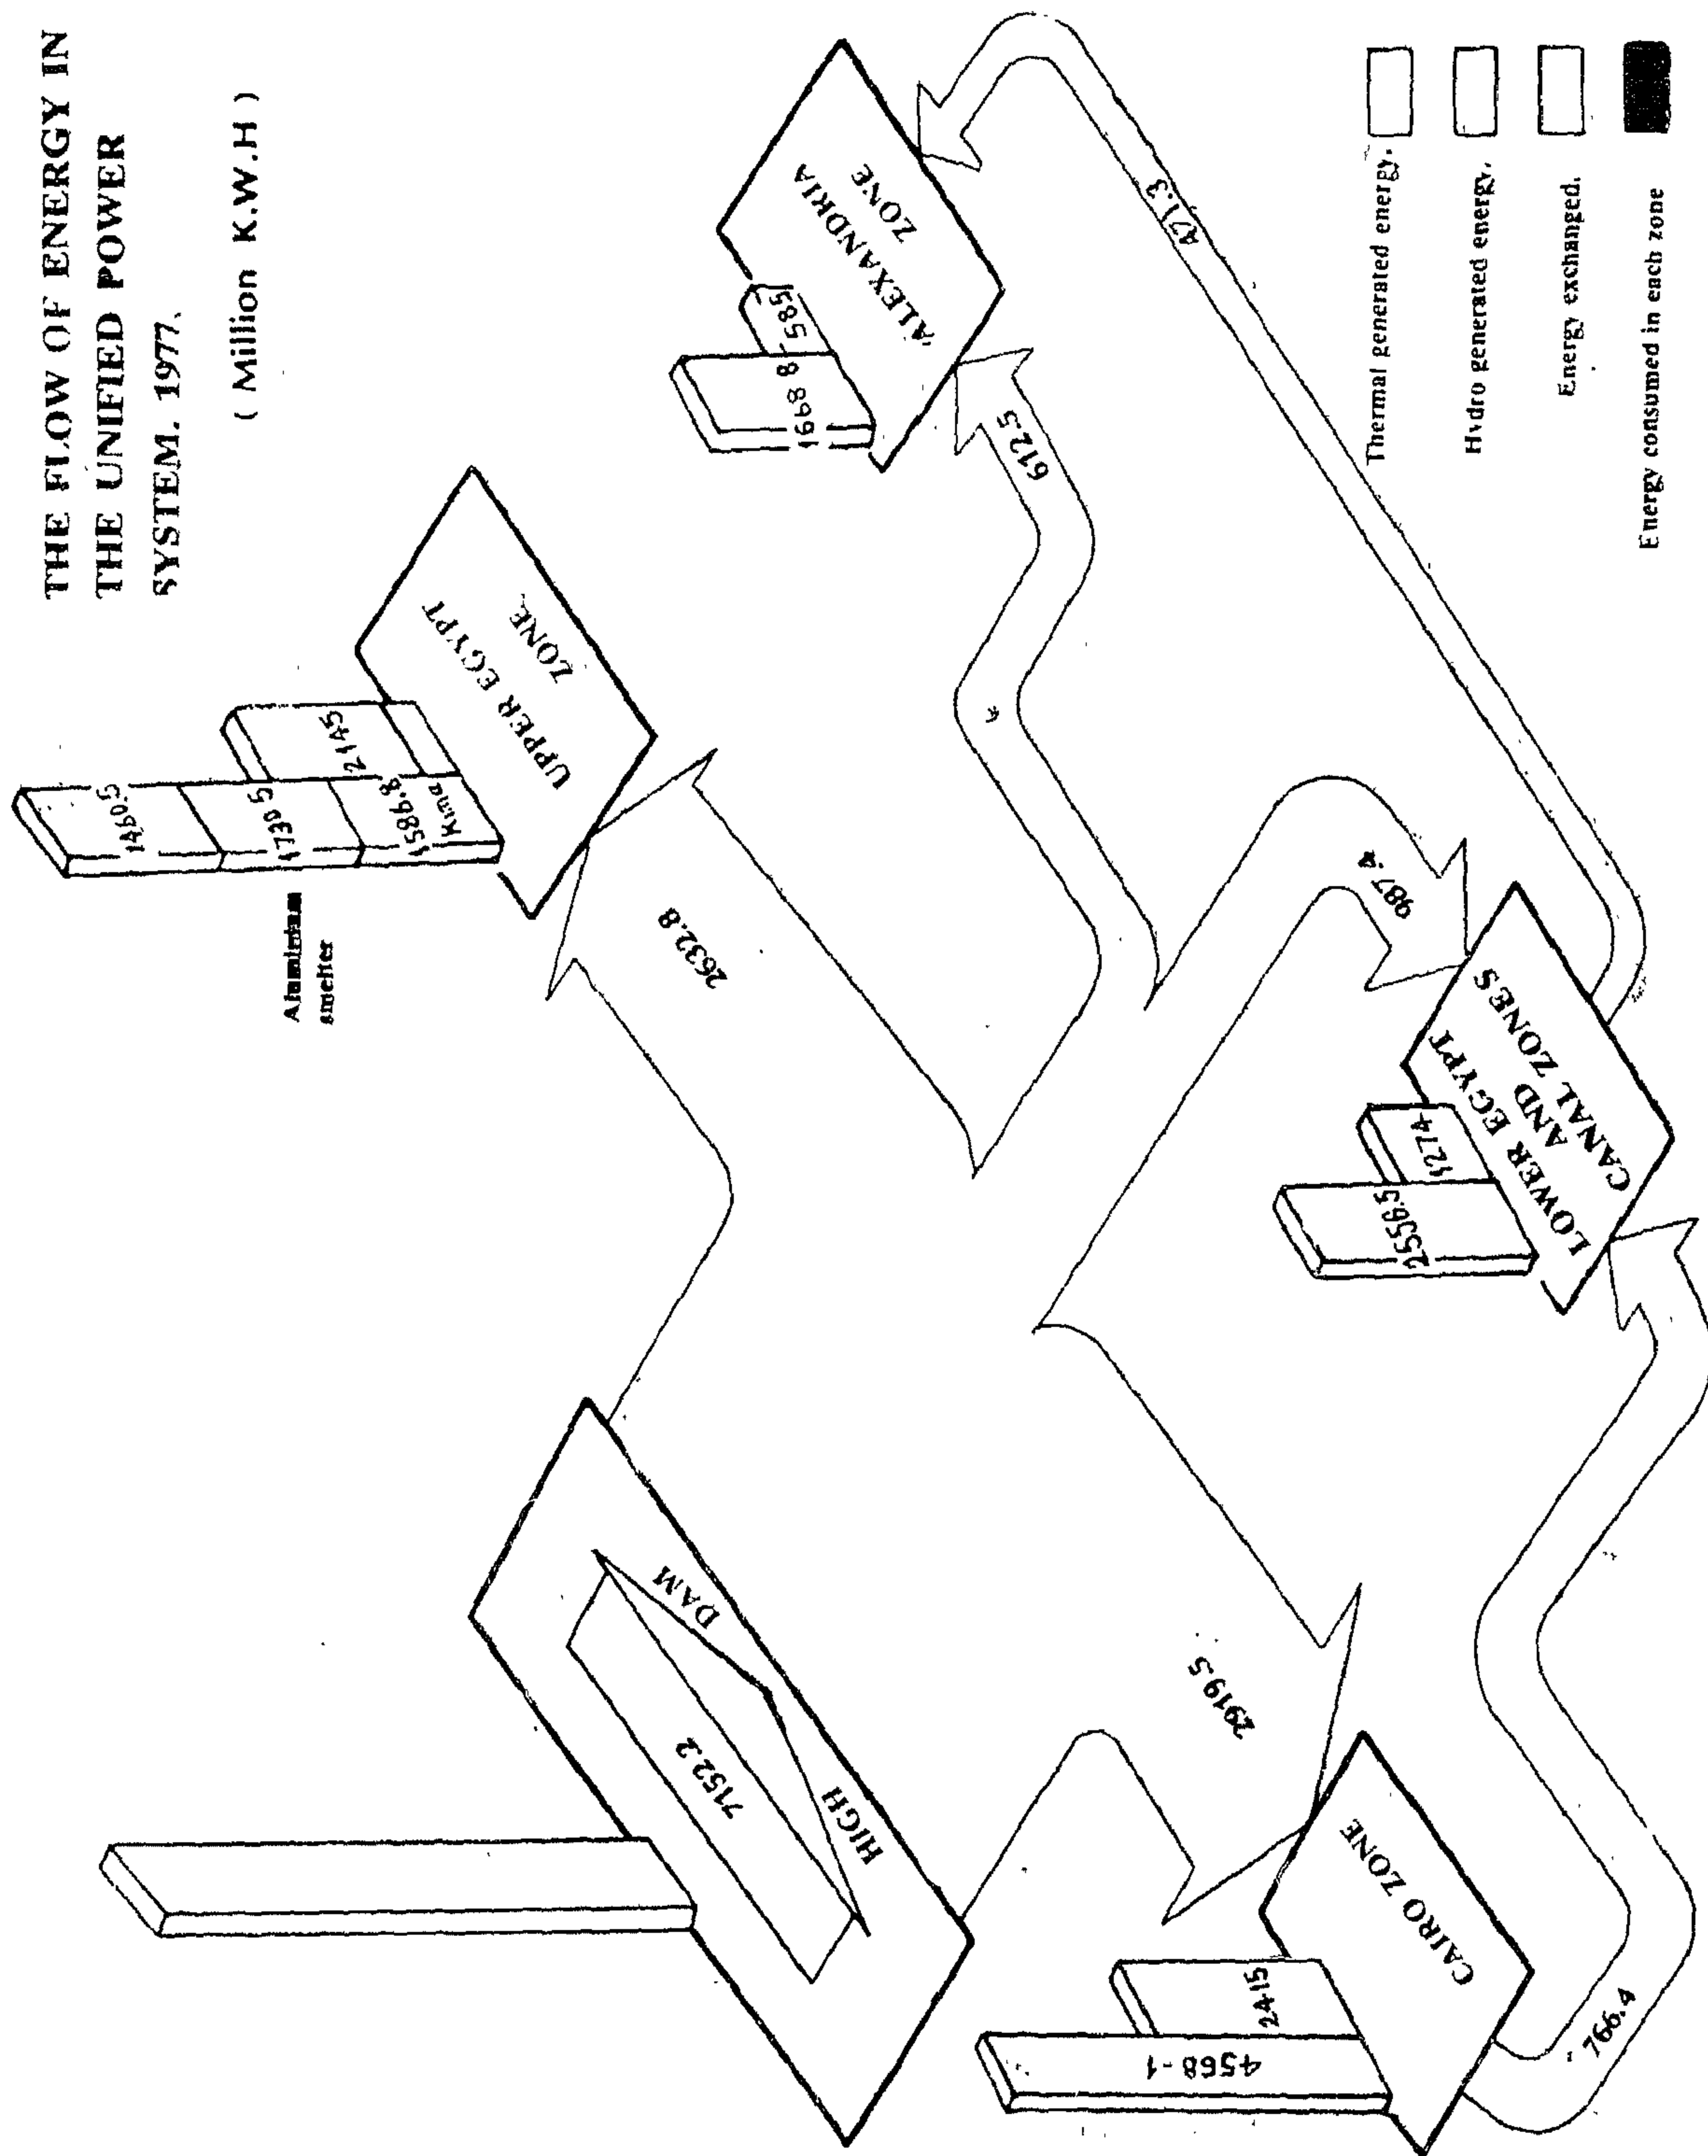 THE FLOW OF ENERGY IN
THE UNIFIED POWER
SYSTEM. 1977.
( Million K.W.H )
1460.5
1730 5
1586.8
Kima
2145
Aluminium
smelter
UPPER EGYPT
ZONE
1668 8
585
ALEXANDRIA
ZONE
2632.8
612.5
471.3
987.4
7152.2
HIGH
DAM
2919.5
2556.5
1274
LOWER EGYPT
AND
CANAL ZONES
4568-1
2415
CAIRO ZONE
766.4
Thermal generated energy.
Hydro generated energy.
Energy exchanged.
Energy consumed in each zone